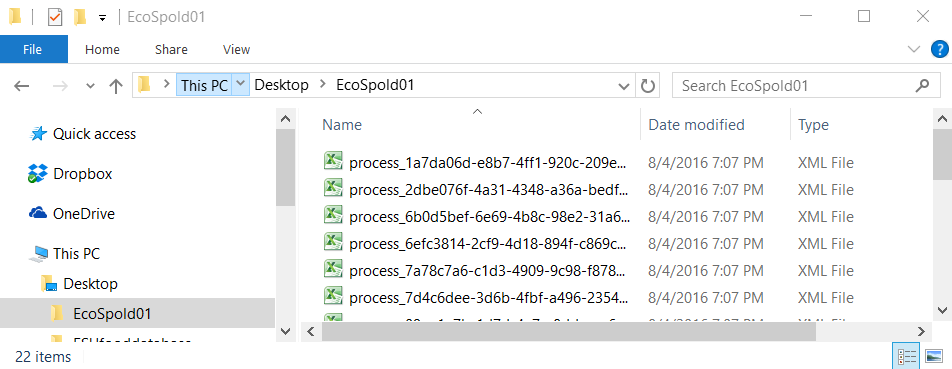 EcoSpold01
File Home Share View
This PC Desktop EcoSpold01 Search EcoSpold01
Name Date modified Type
Quick access
Dropbox
OneDrive
This PC
Desktop
EcoSpold01
process_1a7da06d-e8b7-4ff1-920c-209e... 8/4/2016 7:07 PM XML File
process_2dbe076f-4a31-4348-a36a-bedf... 8/4/2016 7:07 PM XML File
process_6b0d5bef-6e69-4b8c-98e2-31a6... 8/4/2016 7:07 PM XML File
process_6efc3814-2cf9-4d18-894f-c869c... 8/4/2016 7:07 PM XML File
process_7a78c7a6-c1d3-4909-9c98-f878... 8/4/2016 7:07 PM XML File
process_7d4c6dee-3d6b-4fbf-a496-2354... 8/4/2016 7:07 PM XML File
22 items